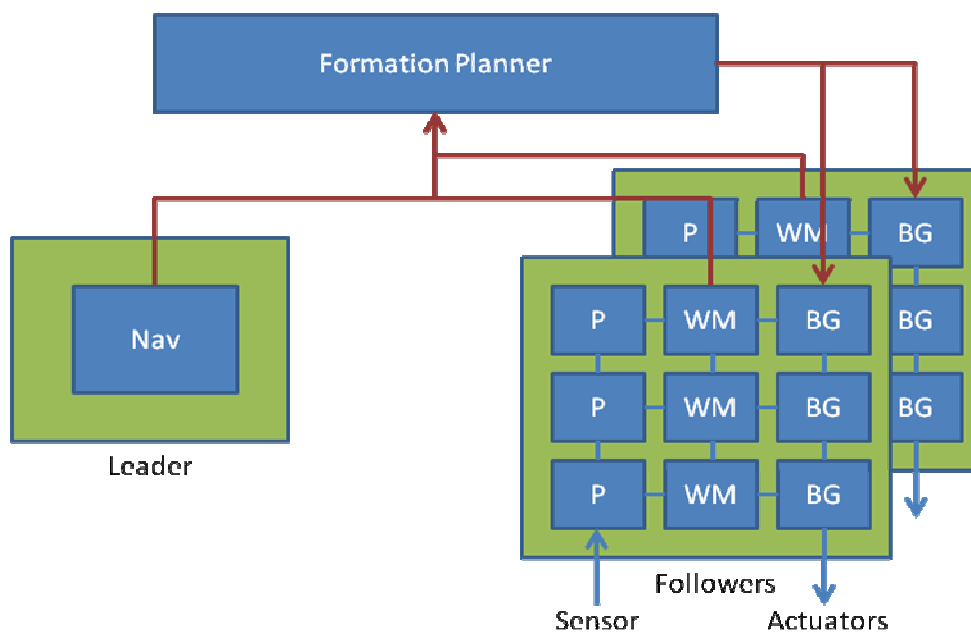 Formation Planner
P WM BG
Nav
P WM BG BG
P WM BG BG
P WM BG
Leader
Followers
Sensor Actuators